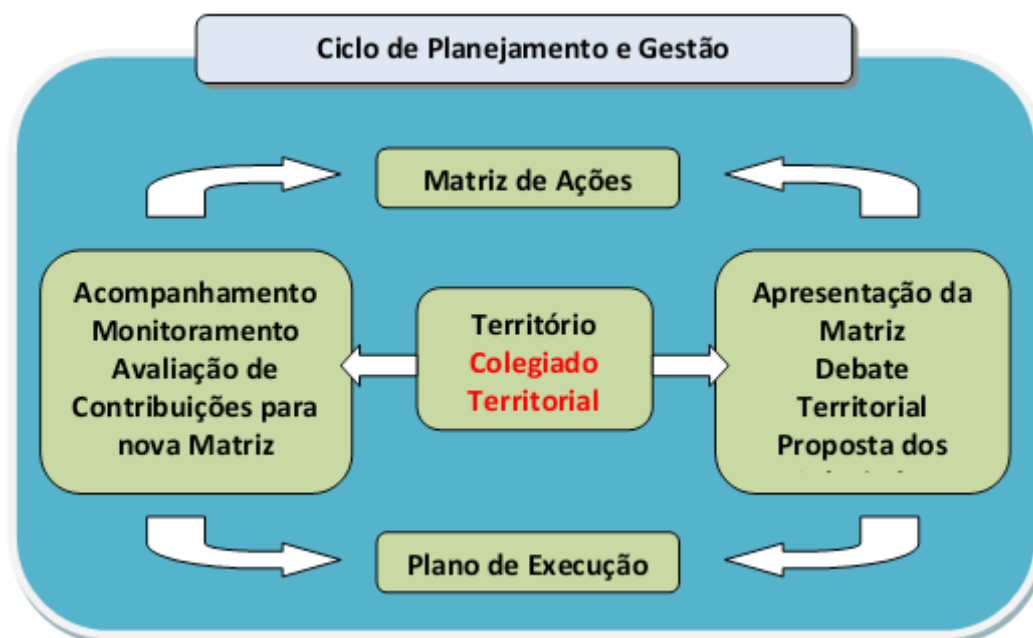 Ciclo de Planejamento e Gestão
Matriz de Ações
Acompanhamento
Monitoramento
Avaliação de
Contribuições para
nova Matriz
Território
Colegiado
Territorial
Apresentação da
Matriz
Debate
Territorial
Proposta dos
Plano de Execução